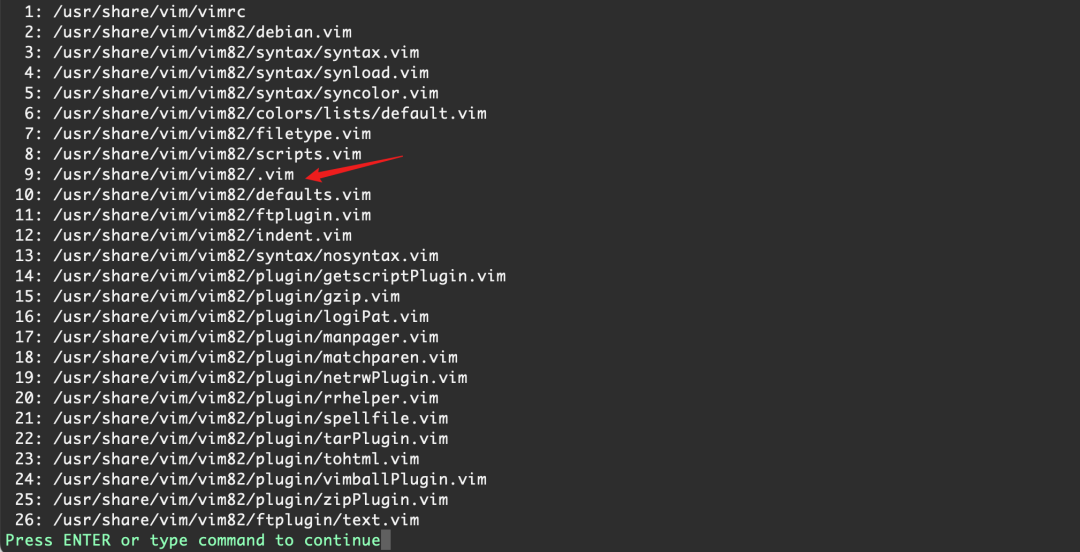 1: /usr/share/vim/vimrc
2: /usr/share/vim/vim82/debian.vim
3: /usr/share/vim/vim82/syntax/syntax.vim
4: /usr/share/vim/vim82/syntax/synload.vim
5: /usr/share/vim/vim82/syntax/syncolor.vim
6: /usr/share/vim/vim82/colors/lists/default.vim
7: /usr/share/vim/vim82/filetype.vim
8: /usr/share/vim/vim82/scripts.vim
9: /usr/share/vim/vim82/.vim
10: /usr/share/vim/vim82/defaults.vim
11: /usr/share/vim/vim82/ftplugin.vim
12: /usr/share/vim/vim82/indent.vim
13: /usr/share/vim/vim82/syntax/nosyntax.vim
14: /usr/share/vim/vim82/plugin/getscriptPlugin.vim
15: /usr/share/vim/vim82/plugin/gzip.vim
16: /usr/share/vim/vim82/plugin/logiPat.vim
17: /usr/share/vim/vim82/plugin/manpager.vim
18: /usr/share/vim/vim82/plugin/matchparen.vim
19: /usr/share/vim/vim82/plugin/netrwPlugin.vim
20: /usr/share/vim/vim82/plugin/rrhelper.vim
21: /usr/share/vim/vim82/plugin/spellfile.vim
22: /usr/share/vim/vim82/plugin/tarPlugin.vim
23: /usr/share/vim/vim82/plugin/tohtml.vim
24: /usr/share/vim/vim82/plugin/vimballPlugin.vim
25: /usr/share/vim/vim82/plugin/zipPlugin.vim
26: /usr/share/vim/vim82/ftplugin/text.vim
Press ENTER or type command to continue